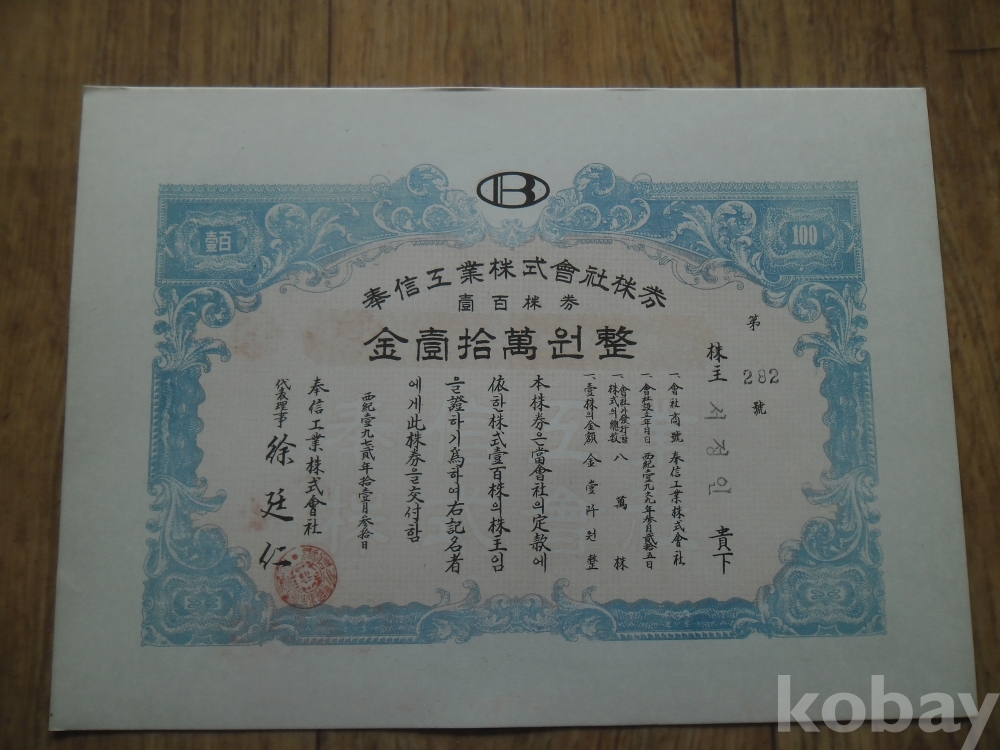 B
壹百
100
奉信工業株式會社株券
壹百株券
金壹拾萬원整
第 282 號
株主 서정인 貴下
一、會社商號 奉信工業株式會社
一、會社設立年月日 西紀壹九六九年參月貳拾五日
一、會社가發行할株式의總數 八萬株
一、壹株의金額 金壹阡원整
本株券은當會社의定款에
依한株式壹百株의株主임
을證하기爲하여右記名者
에게此株券을交付함
西紀壹九七貳年拾壹月參拾日
奉信工業株式會社
代表理事 徐廷仁
100
kobay